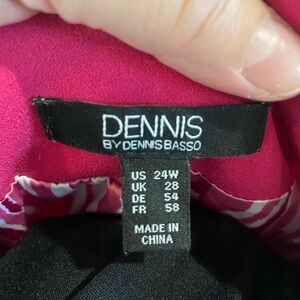 DENNIS
BY DENNIS BASSO
US 24W
UK 28
DE 54
FR 58
MADE IN
CHINA